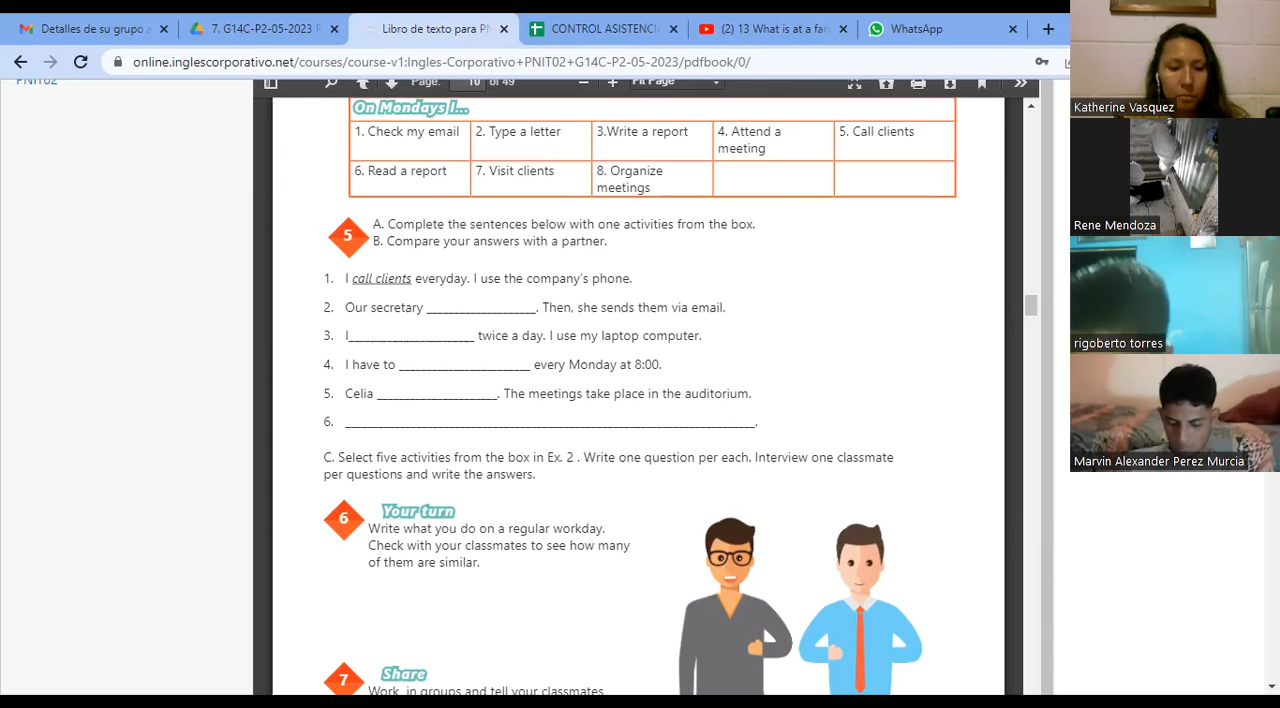 Detalles de su grupo a
7. G14C-P2-05-2023 R
Libro de texto para PN
CONTROL ASISTENCIA
(2) 13 What is at a fan
WhatsApp
online.inglescorporativo.net/courses/course-v1:Ingles-Corporativo+PNIT02+G14C-P2-05-2023/pdfbook/0/
PNIT02
Page: 10 of 49
Fit Page
On Mondays I...
1. Check my email
2. Type a letter
3.Write a report
4. Attend a
meeting
5. Call clients
6. Read a report
7. Visit clients
8. Organize
meetings
5
A. Complete the sentences below with one activities from the box.
B. Compare your answers with a partner.
1. I call clients everyday. I use the company's phone.
2. Our secretary ____________________. Then, she sends them via email.
3. I_______________________ twice a day. I use my laptop computer.
4. I have to ________________________ every Monday at 8:00.
5. Celia ______________________. The meetings take place in the auditorium.
6. ____________________________________________________________________________.
C. Select five activities from the box in Ex. 2 . Write one question per each. Interview one classmate
per questions and write the answers.
6
Your turn
Write what you do on a regular workday.
Check with your classmates to see how many
of them are similar.
7
Share
Work in groups and tell your classmates
Katherine Vasquez
Rene Mendoza
rigoberto torres
Marvin Alexander Perez Murcia